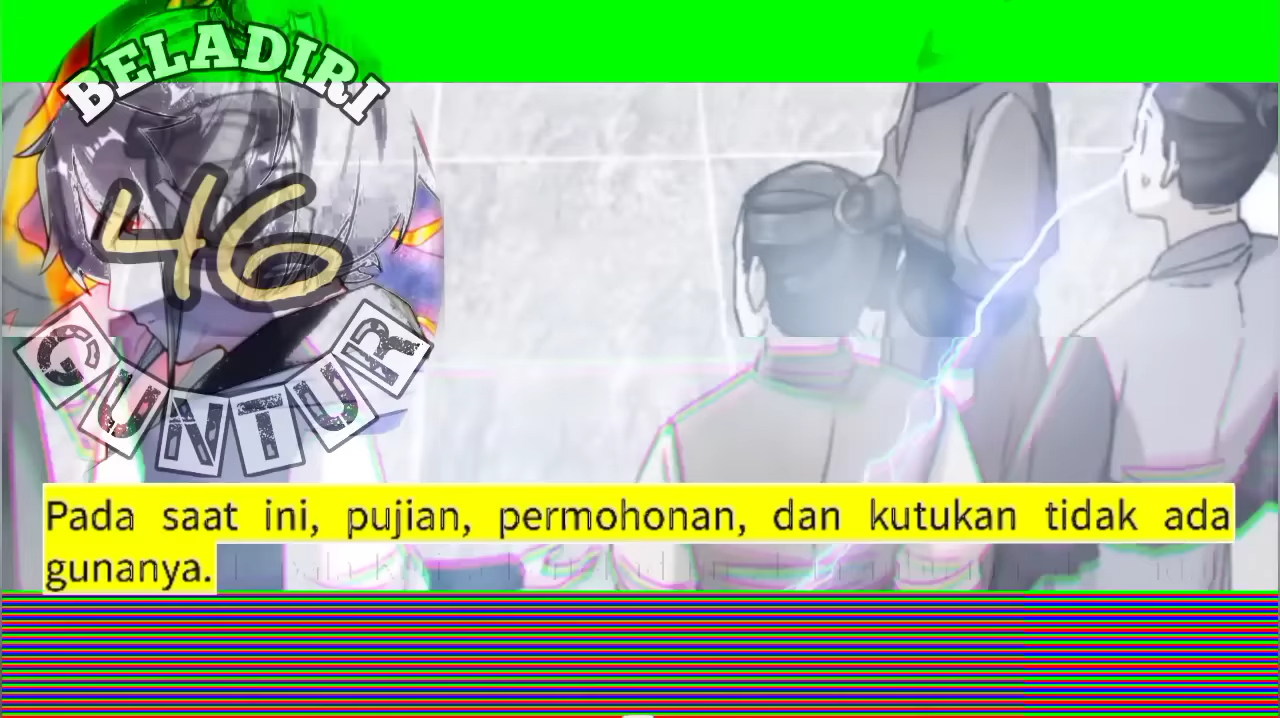 BELADIRI
46
GUNTUR
Pada saat ini, pujian, permohonan, dan kutukan tidak ada
gunanya.